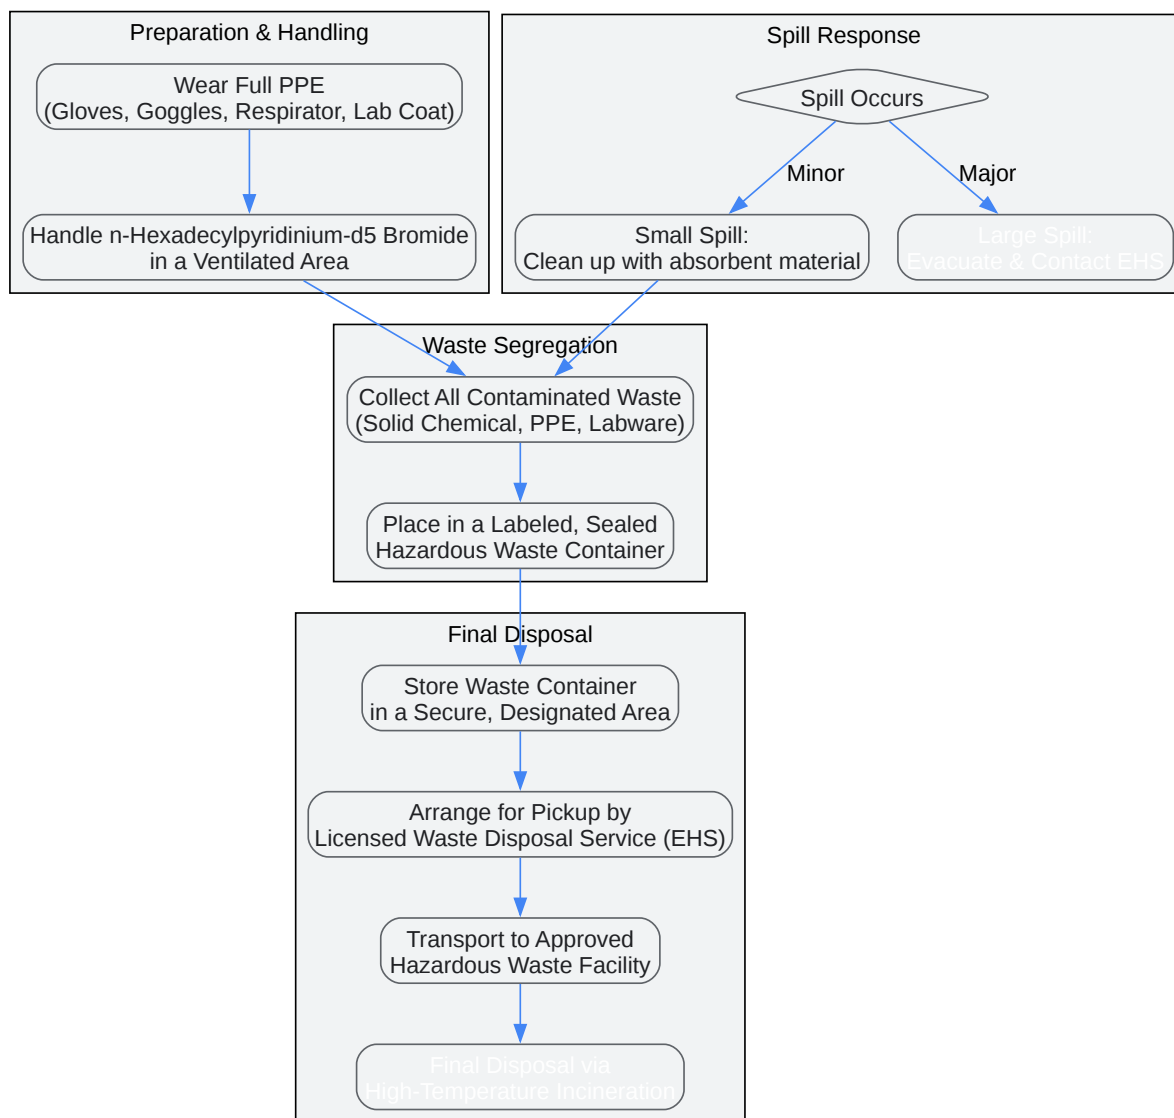 Preparation & Handling
Wear Full PPE
(Gloves, Goggles, Respirator, Lab Coat)
Handle n-Hexadecylpyridinium-d5 Bromide
in a Ventilated Area
Spill Response
Spill Occurs
Minor
Major
Small Spill:
Clean up with absorbent material
Large Spill:
Evacuate & Contact EHS
Waste Segregation
Collect All Contaminated Waste
(Solid Chemical, PPE, Labware)
Place in a Labeled, Sealed
Hazardous Waste Container
Final Disposal
Store Waste Container
in a Secure, Designated Area
Arrange for Pickup by
Licensed Waste Disposal Service (EHS)
Transport to Approved
Hazardous Waste Facility
Final Disposal via
High-Temperature Incineration